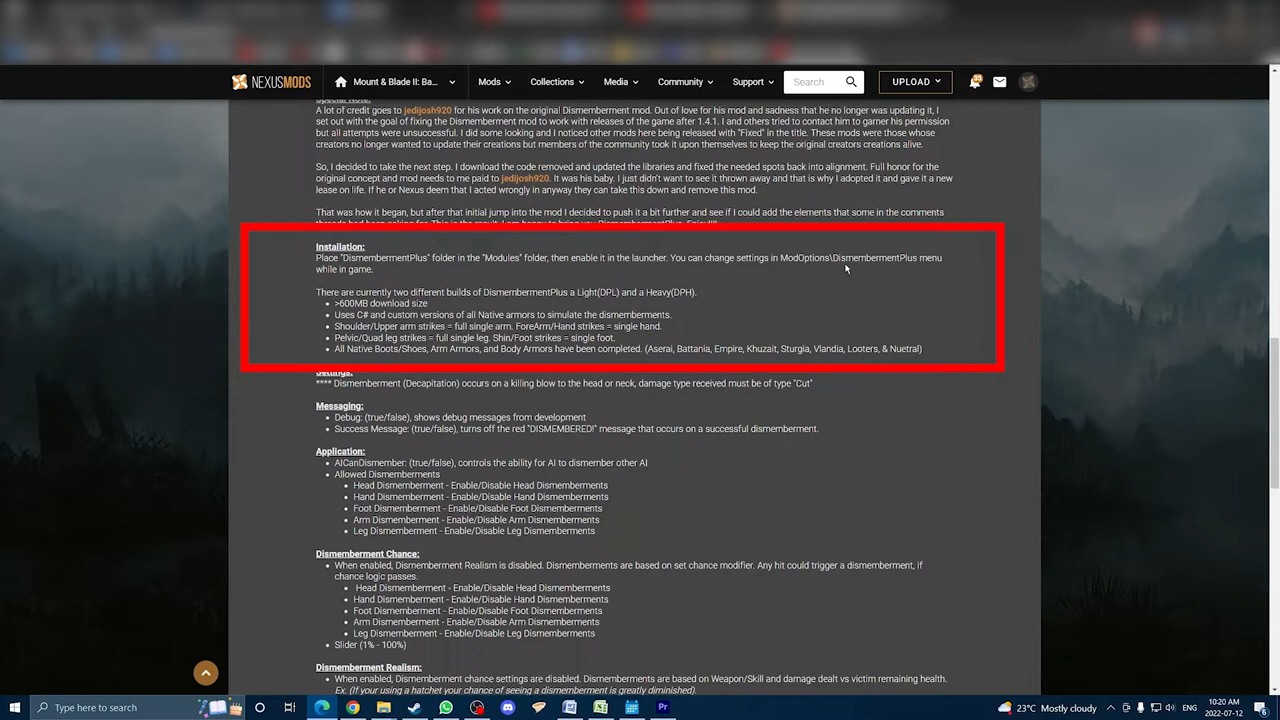 NEXUSMODS
Mount & Blade II: Ba...
Mods
Collections
Media
Community
Support
Search
UPLOAD
Special Note:
A lot of credit goes to jedijosh920 for his work on the original Dismemberment mod. Out of love for his mod and sadness that he no longer was updating it, I
set out with the goal of fixing the Dismemberment mod to work with releases of the game after 1.4.1. I and others tried to contact him to garner his permission
but all attempts were unsuccessful. I did some looking and I noticed other mods here being released with "Fixed" in the title. These mods were those whose
creators no longer wanted to update their creations but members of the community took it upon themselves to keep the original creators creations alive.
So, I decided to take the next step. I download the code removed and updated the libraries and fixed the needed spots back into alignment. Full honor for the
original concept and mod needs to me paid to jedijosh920. It was his baby. I just didn't want to see it thrown away and that is why I adopted it and gave it a new
lease on life. If he or Nexus deem that I acted wrongly in anyway they can take this down and remove this mod.
That was how it began, but after that initial jump into the mod I decided to push it a bit further and see if I could add the elements that some in the comments
Installation:
Place "DismembermentPlus" folder in the "Modules" folder, then enable it in the launcher. You can change settings in ModOptions\DismembermentPlus menu
while in game.
There are currently two different builds of DismembermentPlus a Light(DPL) and a Heavy(DPH).
• >600MB download size
• Uses C# and custom versions of all Native armors to simulate the dismemberments.
• Shoulder/Upper arm strikes = full single arm. ForeArm/Hand strikes = single hand.
• Pelvic/Quad leg strikes = full single leg. Shin/Foot strikes = single foot.
• All Native Boots/Shoes, Arm Armors, and Body Armors have been completed. (Aserai, Battania, Empire, Khuzait, Sturgia, Vlandia, Looters, & Nuetral)
Settings:
**** Dismemberment (Decapitation) occurs on a killing blow to the head or neck, damage type received must be of type "Cut"
Messaging:
• Debug: (true/false), shows debug messages from development
• Success Message: (true/false), turns off the red "DISMEMBERED!" message that occurs on a successful dismemberment.
Application:
• AICanDismember: (true/false), controls the ability for AI to dismember other AI
• Allowed Dismemberments
• Head Dismemberment - Enable/Disable Head Dismemberments
• Hand Dismemberment - Enable/Disable Hand Dismemberments
• Foot Dismemberment - Enable/Disable Foot Dismemberments
• Arm Dismemberment - Enable/Disable Arm Dismemberments
• Leg Dismemberment - Enable/Disable Leg Dismemberments
Dismemberment Chance:
• When enabled, Dismemberment Realism is disabled. Dismemberments are based on set chance modifier. Any hit could trigger a dismemberment, if
chance logic passes.
• Head Dismemberment - Enable/Disable Head Dismemberments
• Hand Dismemberment - Enable/Disable Hand Dismemberments
• Foot Dismemberment - Enable/Disable Foot Dismemberments
• Arm Dismemberment - Enable/Disable Arm Dismemberments
• Leg Dismemberment - Enable/Disable Leg Dismemberments
• Slider (1% - 100%)
Dismemberment Realism:
• When enabled, Dismemberment chance settings are disabled. Dismemberments are based on Weapon/Skill and damage dealt vs victim remaining health.
Ex. (If your using a hatchet your chance of seeing a dismemberment is greatly diminished).
Type here to search
23°C Mostly cloudy
10:20 AM
2022-07-12
6